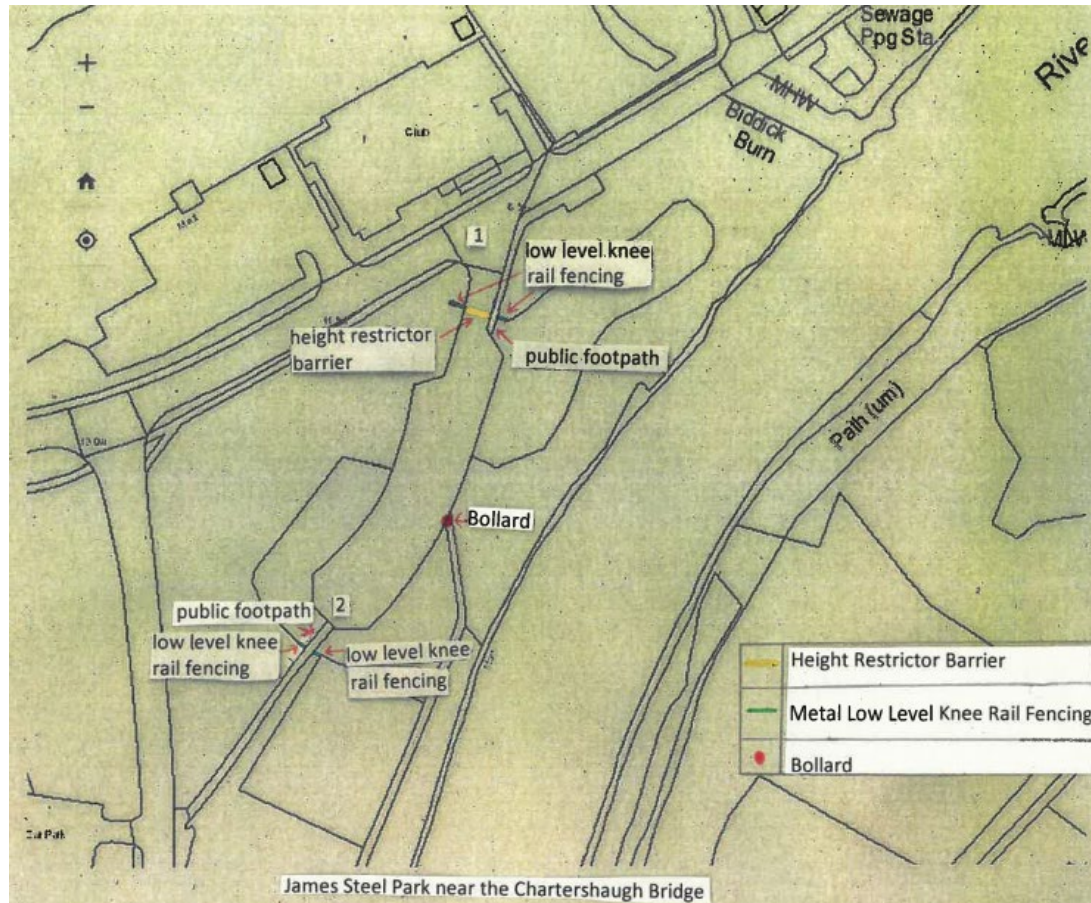 Sewage
Ppg Sta
River
MHW
Biddick
Burn
Club
1
low level knee
rail fencing
height restrictor
barrier
public footpath
Path (um)
Bollard
public footpath
2
low level knee
rail fencing
low level knee
rail fencing
Height Restrictor Barrier
Metal Low Level Knee Rail Fencing
Bollard
James Steel Park near the Chartershaugh Bridge